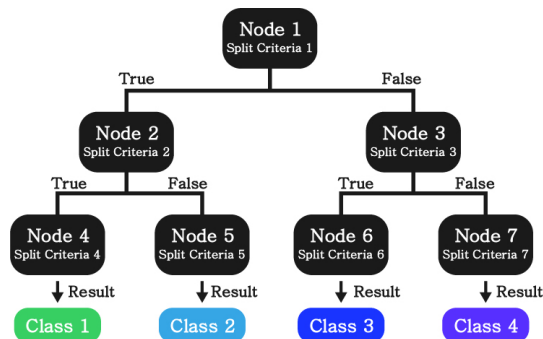 Node 1
Split Criteria 1
True
False
Node 2
Split Criteria 2
Node 3
Split Criteria 3
True
False
True
False
Node 4
Split Criteria 4
Node 5
Split Criteria 5
Node 6
Split Criteria 6
Node 7
Split Criteria 7
Result
Result
Result
Result
Class 1
Class 2
Class 3
Class 4